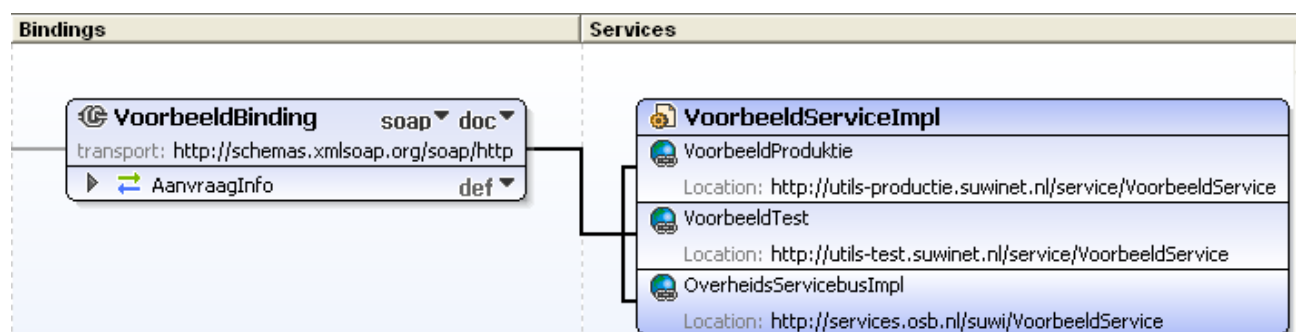 Bindings
Services
VoorbeeldBinding soap doc
transport: http://schemas.xmlsoap.org/soap/http
AanvraagInfo def
VoorbeeldServiceImpl
VoorbeeldProduktie
Location: http://utils-productie.suwinet.nl/service/VoorbeeldService
VoorbeeldTest
Location: http://utils-test.suwinet.nl/service/VoorbeeldService
OverheidsServicebusImpl
Location: http://services.osb.nl/suwi/VoorbeeldService